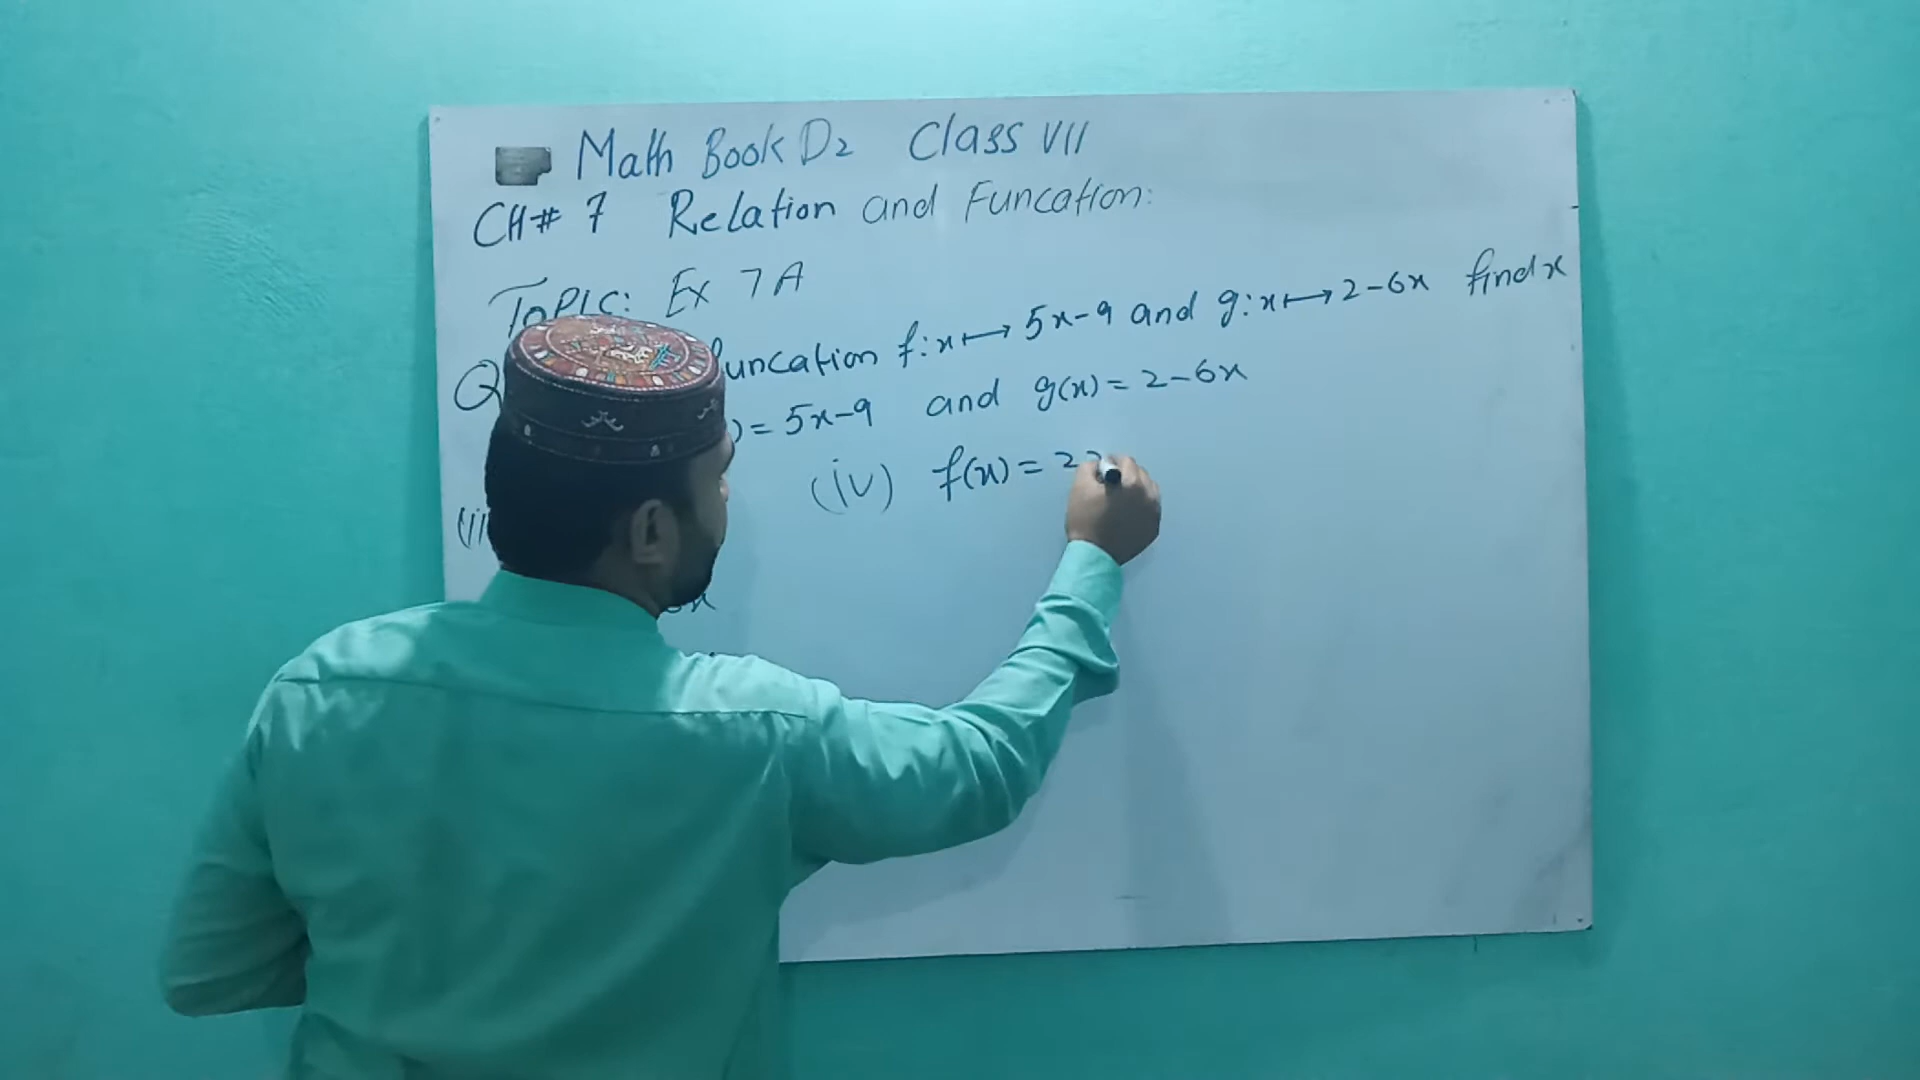 Math Book D2 Class VII
CH# 7 Relation and Funcation:
Topic: Ex 7A
Q uncation f:x↦5x-9 and g:x↦2-6x find x
)= 5x-9 and g(x)= 2-6x
(iv) f(x)= 2
(ii
x